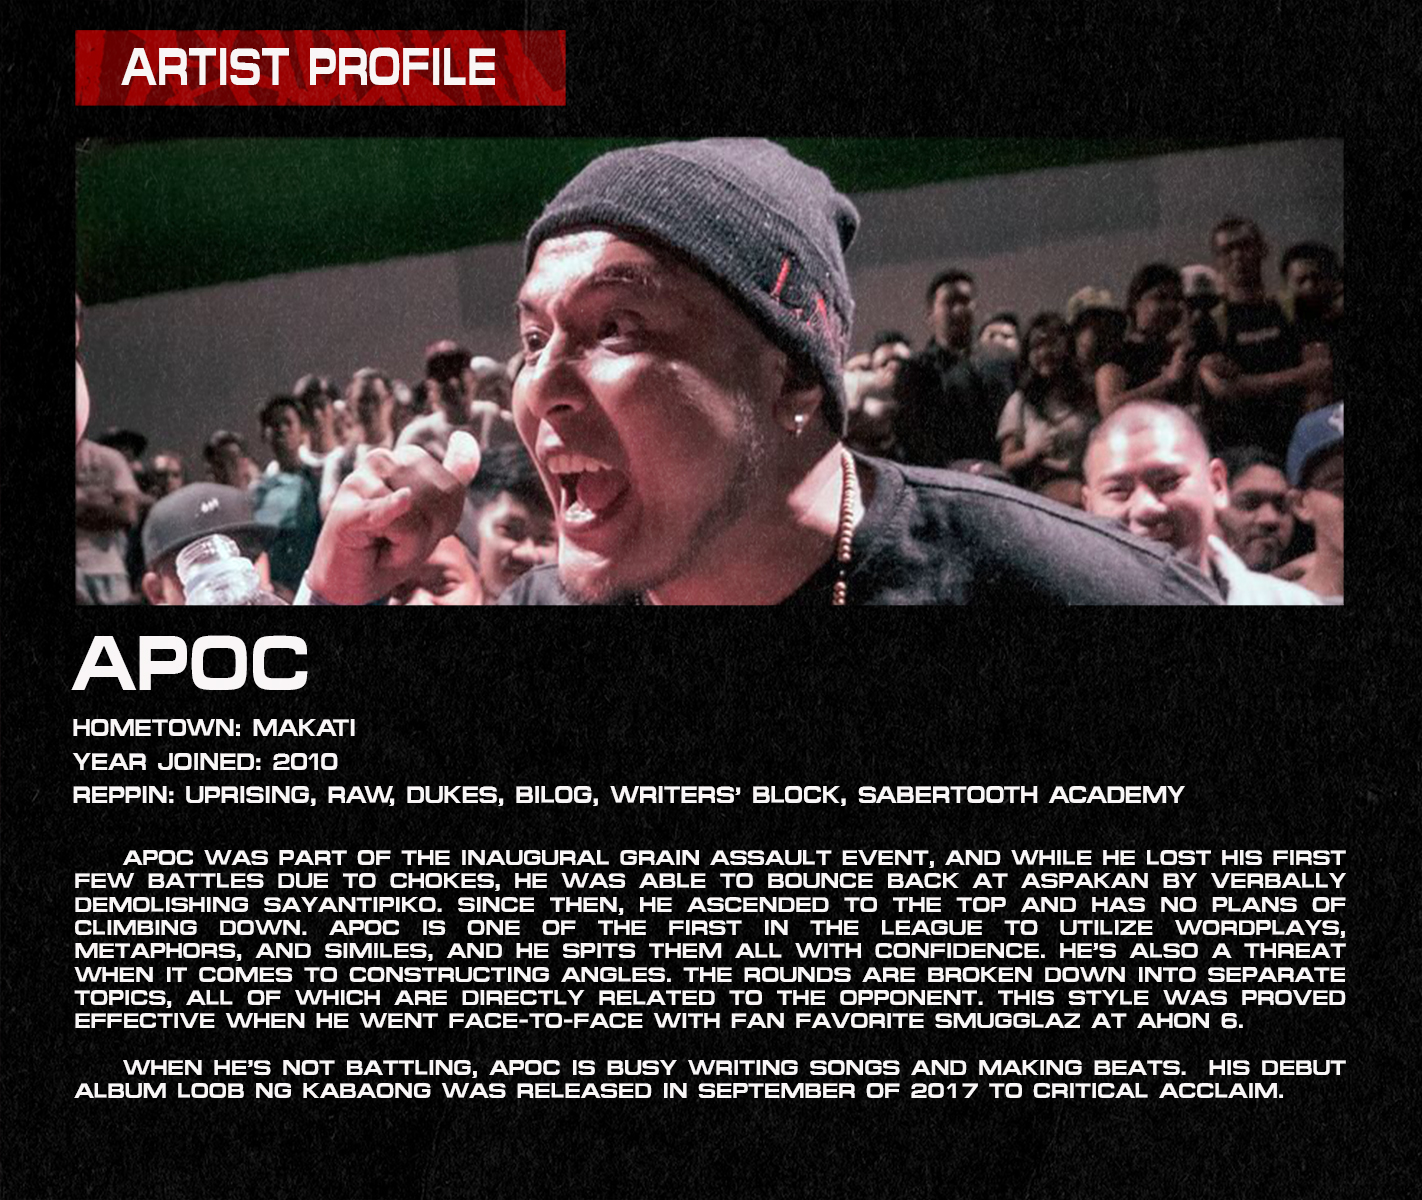 ARTIST PROFILE
APOC
HOMETOWN: MAKATI
YEAR JOINED: 2010
REPPIN: UPRISING, RAW, DUKES, BILOG, WRITERS' BLOCK, SABERTOOTH ACADEMY
APOC WAS PART OF THE INAUGURAL GRAIN ASSAULT EVENT, AND WHILE HE LOST HIS FIRST
FEW BATTLES DUE TO CHOKES, HE WAS ABLE TO BOUNCE BACK AT ASPAKAN BY VERBALLY
DEMOLISHING SAYANTIPIKO. SINCE THEN, HE ASCENDED TO THE TOP AND HAS NO PLANS OF
CLIMBING DOWN. APOC IS ONE OF THE FIRST IN THE LEAGUE TO UTILIZE WORDPLAYS,
METAPHORS, AND SIMILES, AND HE SPITS THEM ALL WITH CONFIDENCE. HE'S ALSO A THREAT
WHEN IT COMES TO CONSTRUCTING ANGLES. THE ROUNDS ARE BROKEN DOWN INTO SEPARATE
TOPICS, ALL OF WHICH ARE DIRECTLY RELATED TO THE OPPONENT. THIS STYLE WAS PROVED
EFFECTIVE WHEN HE WENT FACE-TO-FACE WITH FAN FAVORITE SMUGGLAZ AT AHON 6.
WHEN HE'S NOT BATTLING, APOC IS BUSY WRITING SONGS AND MAKING BEATS. HIS DEBUT
ALBUM LOOB NG KABAONG WAS RELEASED IN SEPTEMBER OF 2017 TO CRITICAL ACCLAIM.